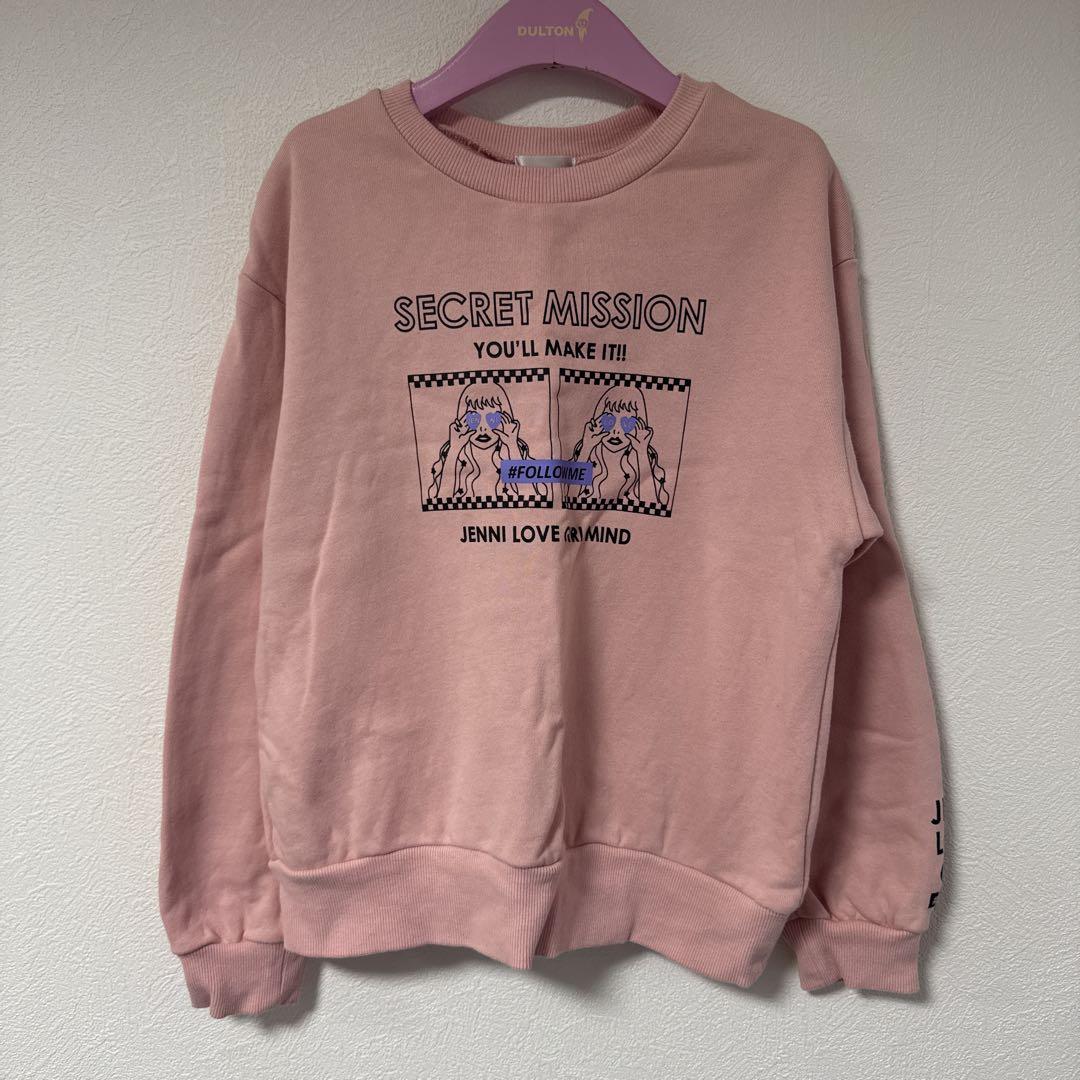 DULTON
SECRET MISSION
YOU'LL MAKE IT!!
#FOLLOWME
JENNI LOVE MIND
J
L
E